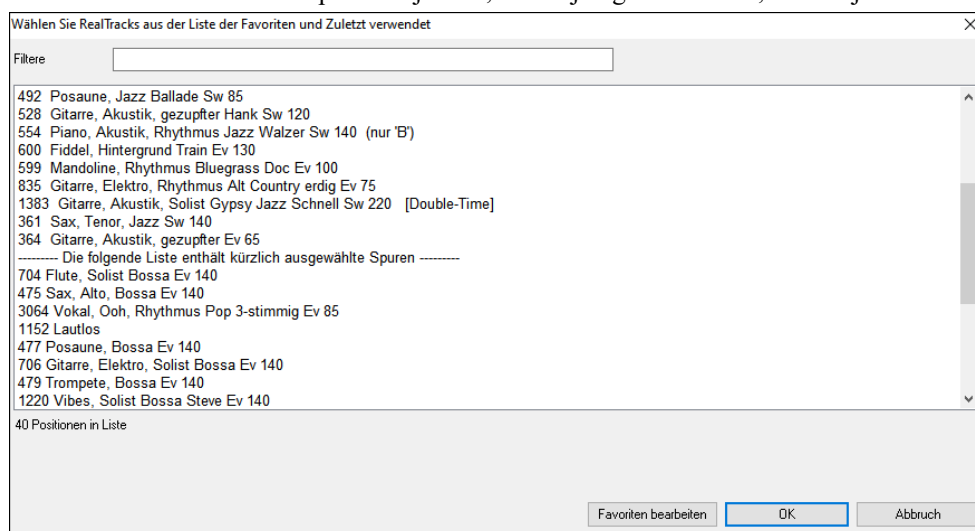 Wählen Sie RealTracks aus der Liste der Favoriten und Zuletzt verwendet
Filtere
492 Posaune, Jazz Ballade Sw 85
528 Gitarre, Akustik, gezupfter Hank Sw 120
554 Piano, Akustik, Rhythmus Jazz Walzer Sw 140 (nur 'B')
600 Fiddel, Hintergrund Train Ev 130
599 Mandoline, Rhythmus Bluegrass Doc Ev 100
835 Gitarre, Elektro, Rhythmus Alt Country erdig Ev 75
1383 Gitarre, Akustik, Solist Gypsy Jazz Schnell Sw 220 [Double-Time]
361 Sax, Tenor, Jazz Sw 140
364 Gitarre, Akustik, gezupfter Ev 65
--------- Die folgende Liste enthält kürzlich ausgewählte Spuren ---------
704 Flute, Solist Bossa Ev 140
475 Sax, Alto, Bossa Ev 140
3064 Vokal, Ooh, Rhythmus Pop 3-stimmig Ev 85
1152 Lautlos
477 Posaune, Bossa Ev 140
706 Gitarre, Elektro, Solist Bossa Ev 140
479 Trompete, Bossa Ev 140
1220 Vibes, Solist Bossa Steve Ev 140
40 Positionen in Liste
Favoriten bearbeiten OK Abbruch